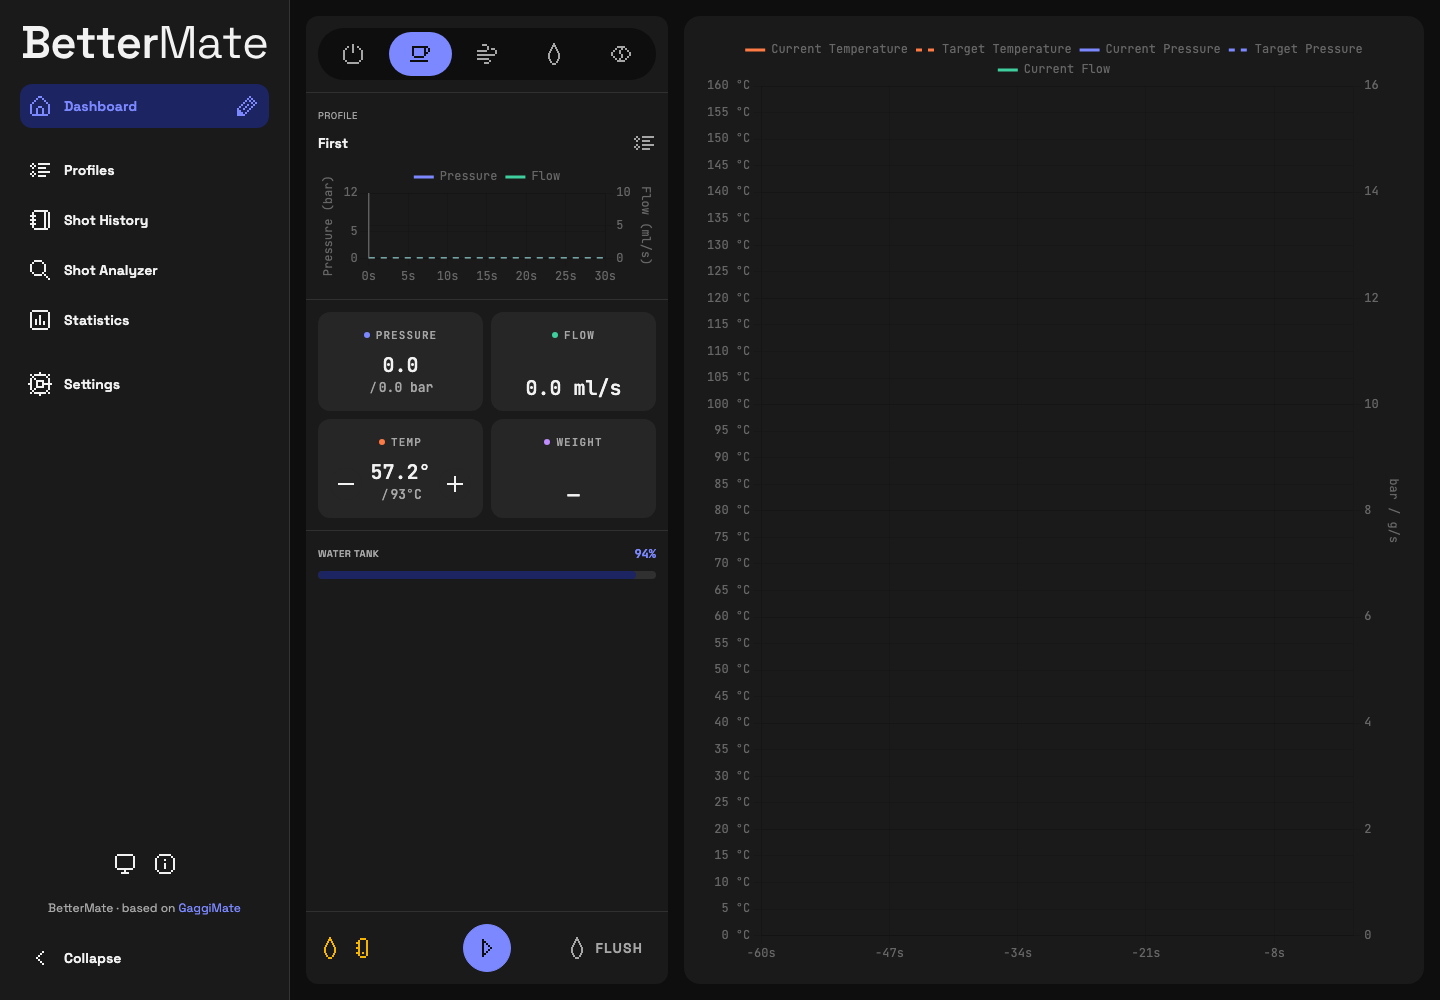 BetterMate
Dashboard
Profiles
Shot History
Shot Analyzer
Statistics
Settings
BetterMate · based on GaggiMate
Collapse
PROFILE
First
Pressure Flow
Pressure (bar)
12
5
0
10
5
0
Flow (ml/s)
0s 5s 10s 15s 20s 25s 30s
PRESSURE
0.0
/0.0 bar
FLOW
0.0 ml/s
TEMP
57.2°
/93°C
WEIGHT
–
WATER TANK 94%
FLUSH
Current Temperature Target Temperature Current Pressure Target Pressure
Current Flow
160 °C
155 °C
150 °C
145 °C
140 °C
135 °C
130 °C
125 °C
120 °C
115 °C
110 °C
105 °C
100 °C
95 °C
90 °C
85 °C
80 °C
75 °C
70 °C
65 °C
60 °C
55 °C
50 °C
45 °C
40 °C
35 °C
30 °C
25 °C
20 °C
15 °C
10 °C
5 °C
0 °C
16
14
12
10
8
6
4
2
0
bar / g/s
-60s -47s -34s -21s -8s